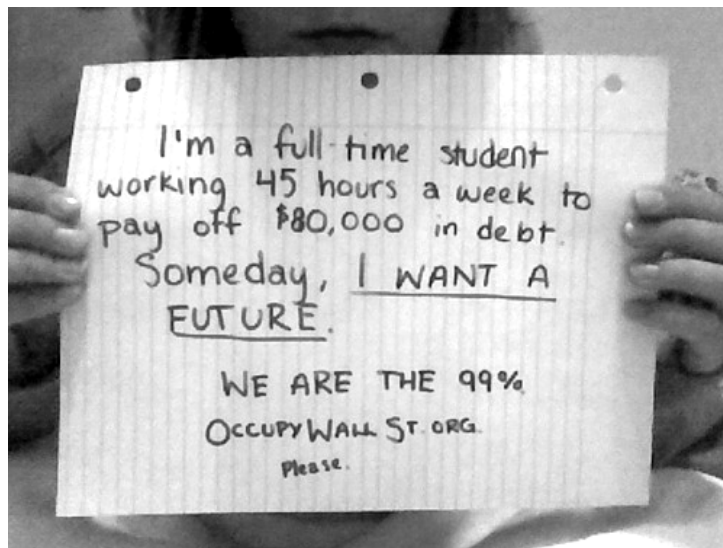 I'm a full time student
working 45 hours a week to
pay off $80,000 in debt.
Someday, I WANT A
FUTURE.
WE ARE THE 99%
OCCUPYWALLST.ORG.
Please.